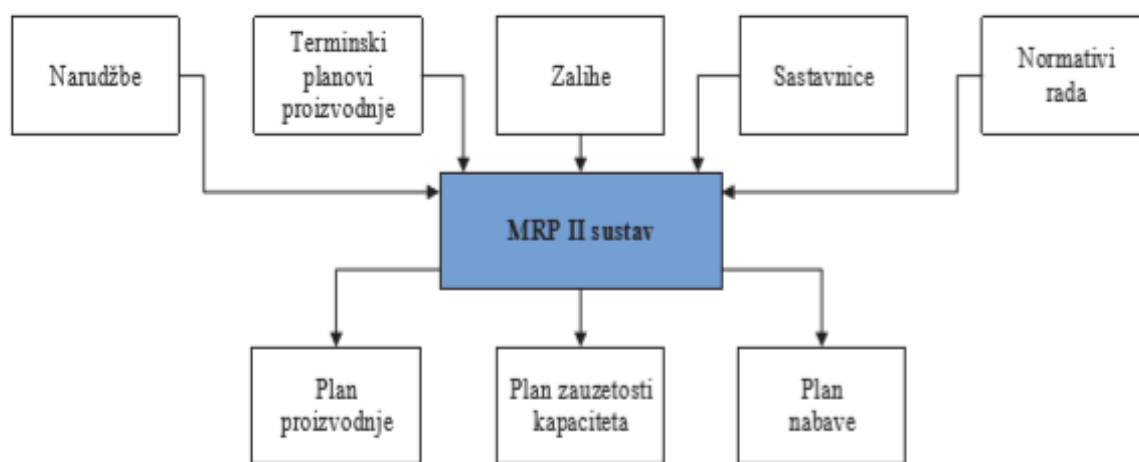 Narudžbe
Terminski
planovi
proizvodnje
Zalihe
Sastavnice
Normativi
rada
MRP II sustav
Plan
proizvodnje
Plan zauzetosti
kapaciteta
Plan
nabave